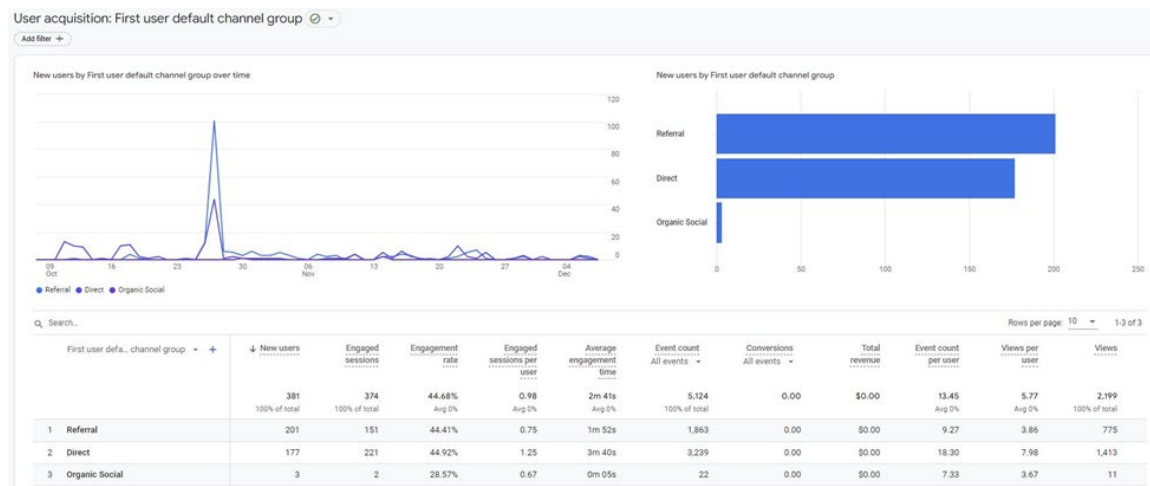 User acquisition: First user default channel group
Add filter +
New users by First user default channel group over time
New users by First user default channel group
120
100
80
60
40
20
0
09 Oct
16
23
30
06 Nov
13
20
27
04 Dec
Referral Direct Organic Social
Referral
Direct
Organic Social
0 50 100 150 200 250
Search...
Rows per page: 10 1-3 of 3
First user defa... channel group + ↓ New users Engaged sessions Engagement rate Engaged sessions per user Average engagement time Event count All events Conversions All events Total revenue Event count per user Views per user Views
381 374 44.68% 0.98 2m 41s 5,124 0.00 $0.00 13.45 5.77 2,199
100% of total 100% of total Avg 0% Avg 0% Avg 0% 100% of total Avg 0% Avg 0% 100% of total
1 Referral 201 151 44.41% 0.75 1m 52s 1,863 0.00 $0.00 9.27 3.86 775
2 Direct 177 221 44.92% 1.25 3m 40s 3,239 0.00 $0.00 18.30 7.98 1,413
3 Organic Social 3 2 28.57% 0.67 0m 05s 22 0.00 $0.00 7.33 3.67 11